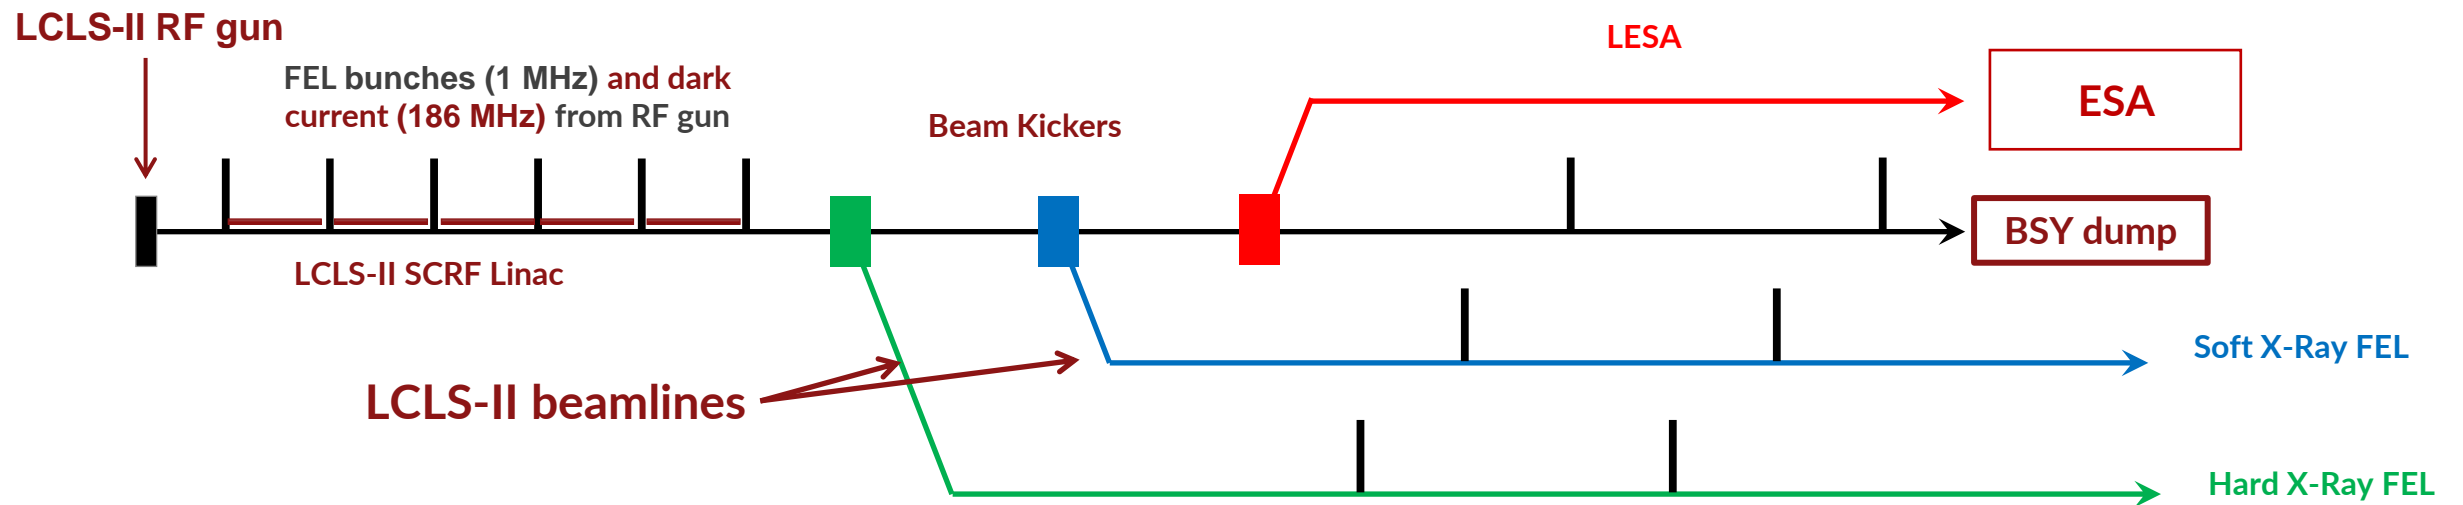 LCLS-II RF gun
LESA
FEL bunches (1 MHz) and dark
current (186 MHz) from RF gun
ESA
Beam Kickers
BSY dump
LCLS-II SCRF Linac
Soft X-Ray FEL
LCLS-II beamlines
Hard X-Ray FEL